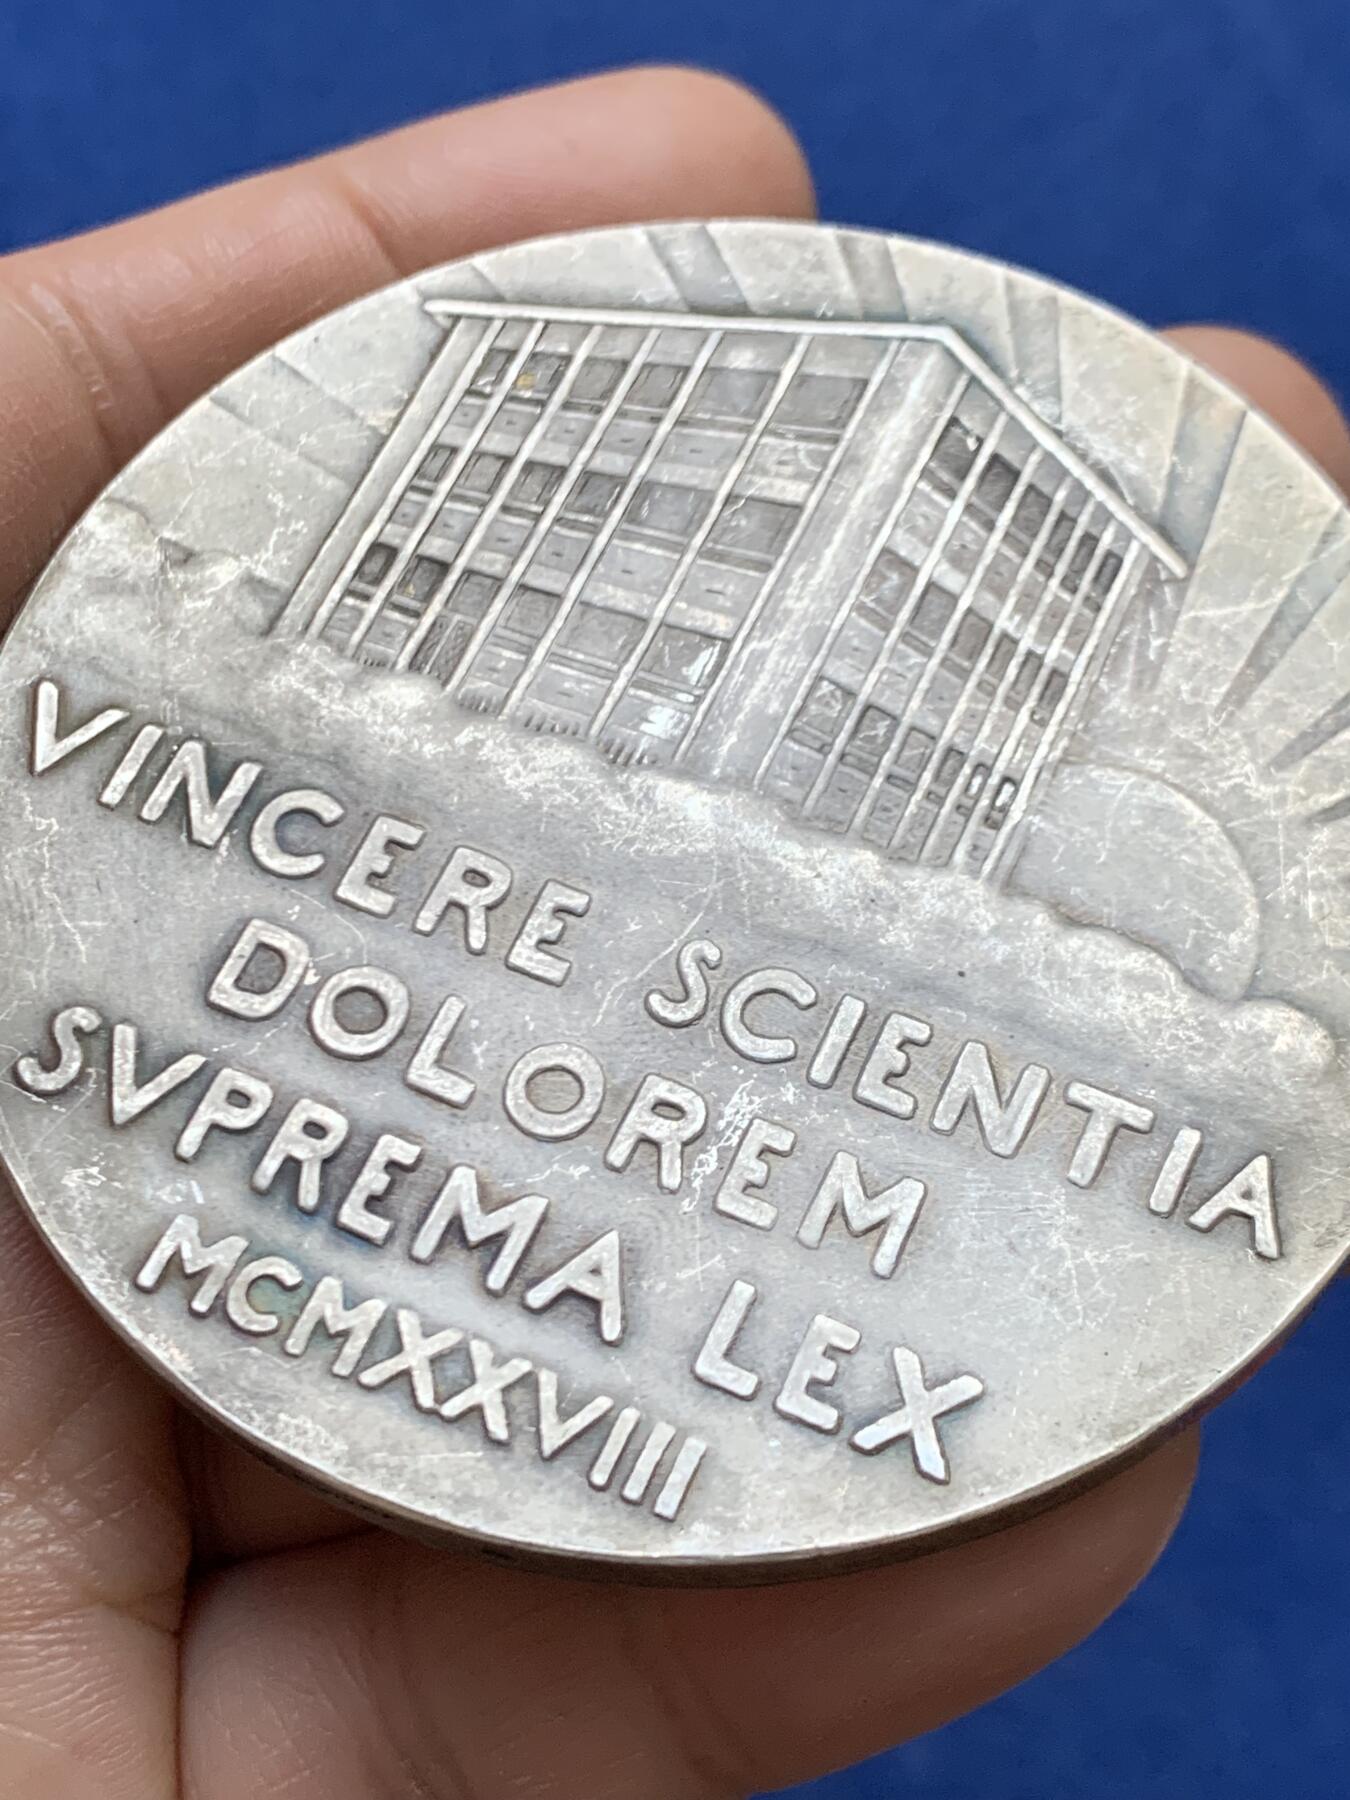 VINCERE SCIENTIA
DOLOREM
SVPREMA LEX
MCMXXVIII